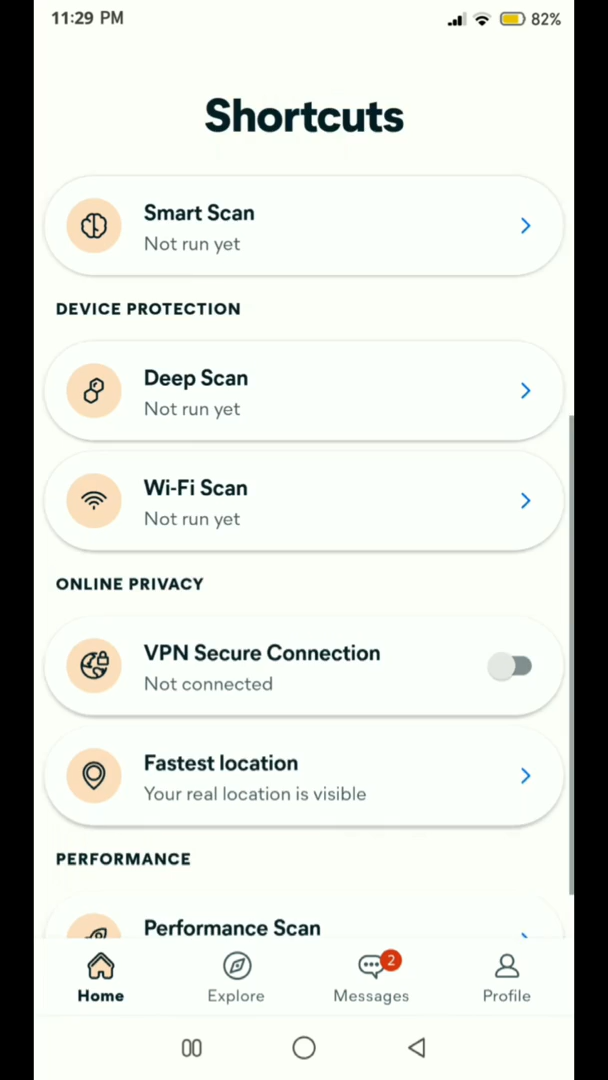 11:29 PM
82%
Shortcuts
Smart Scan
Not run yet
DEVICE PROTECTION
Deep Scan
Not run yet
Wi-Fi Scan
Not run yet
ONLINE PRIVACY
VPN Secure Connection
Not connected
Fastest location
Your real location is visible
PERFORMANCE
Performance Scan
2
Home
Explore
Messages
Profile